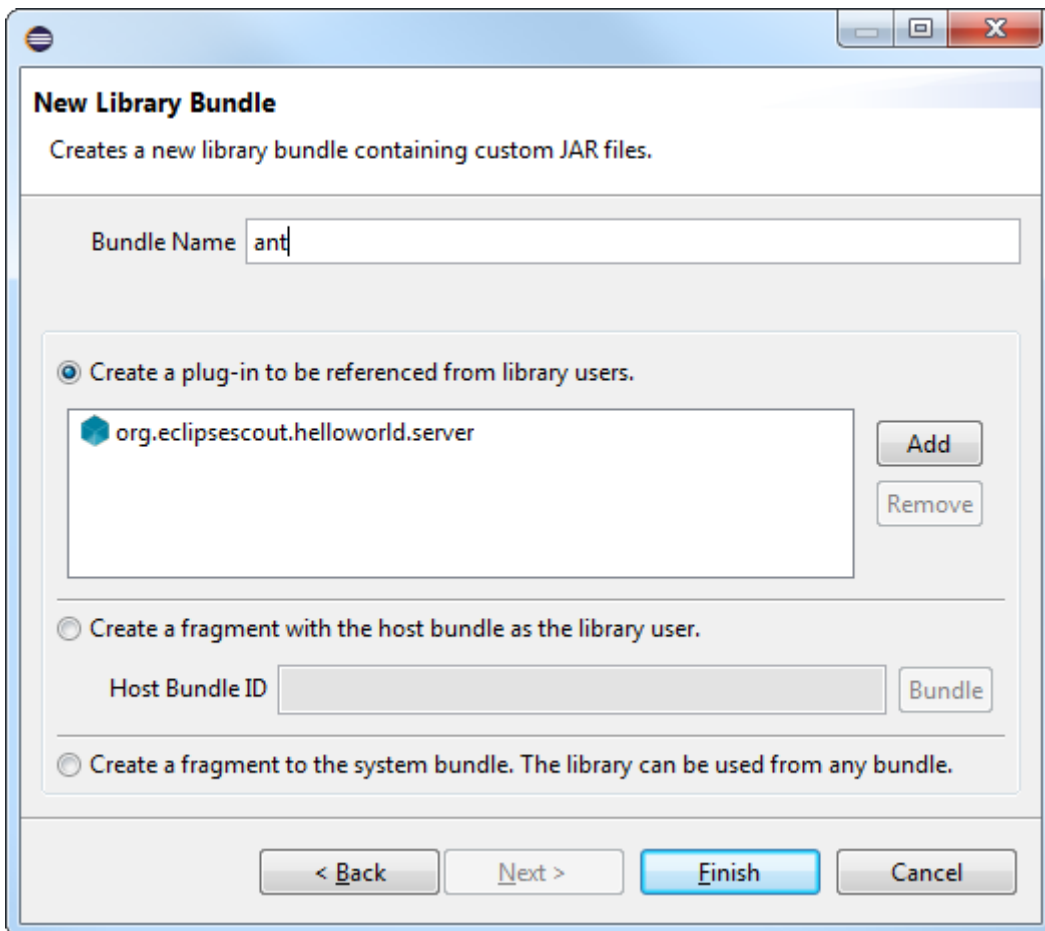 New Library Bundle
Creates a new library bundle containing custom JAR files.
Bundle Name ant
Create a plug-in to be referenced from library users.
org.eclipsescout.helloworld.server
Add
Remove
Create a fragment with the host bundle as the library user.
Host Bundle ID Bundle
Create a fragment to the system bundle. The library can be used from any bundle.
< Back Next > Finish Cancel